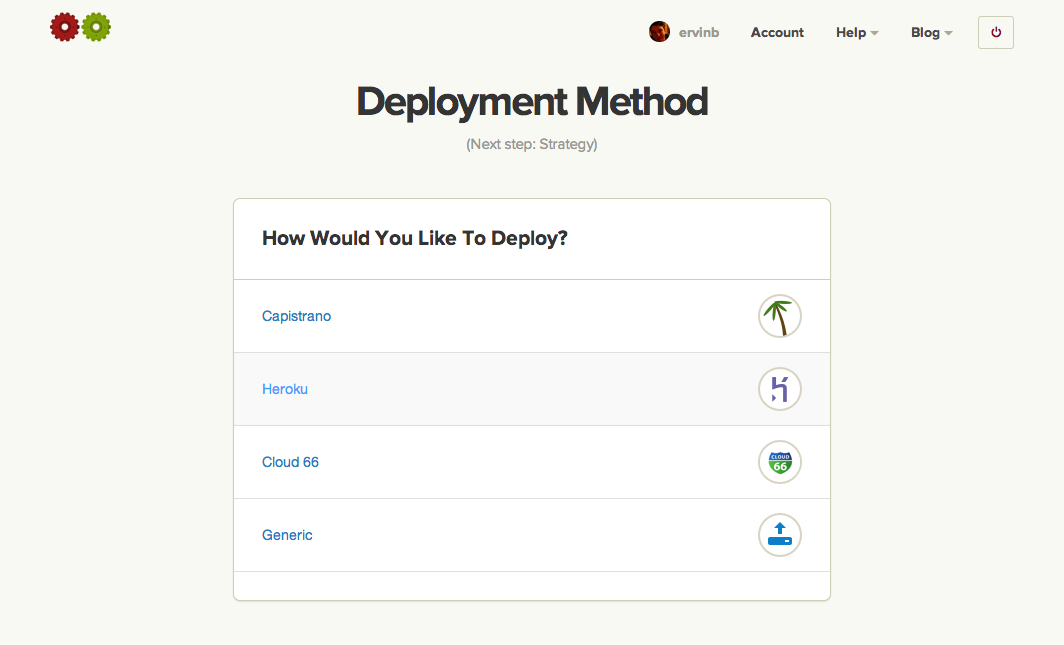 ervinb Account Help Blog
Deployment Method
(Next step: Strategy)
How Would You Like To Deploy?
Capistrano
Heroku
Cloud 66
CLOUD
66
Generic